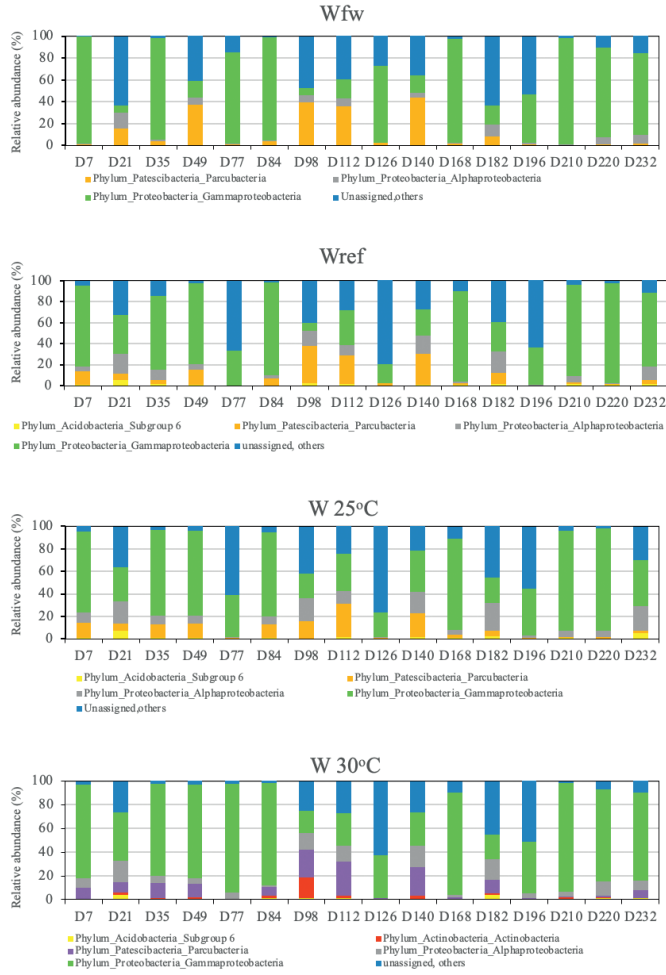 Wfw
Relative abundance (%)
100
80
60
40
20
0
D7 D21 D35 D49 D77 D84 D98 D112 D126 D140 D168 D182 D196 D210 D220 D232
Phylum_Patescibacteria_Parcubacteria Phylum_Proteobacteria_Alphaproteobacteria
Phylum_Proteobacteria_Gammaproteobacteria Unassigned,others
Wref
Relative abundance (%)
100
80
60
40
20
0
D7 D21 D35 D49 D77 D84 D98 D112 D126 D140 D168 D182 D196 D210 D220 D232
Phylum_Acidobacteria_Subgroup 6 Phylum_Patescibacteria_Parcubacteria Phylum_Proteobacteria_Alphaproteobacteria
Phylum_Proteobacteria_Gammaproteobacteria unassigned, others
W 25°C
Relative abundance (%)
100
80
60
40
20
0
D7 D21 D35 D49 D77 D84 D98 D112 D126 D140 D168 D182 D196 D210 D220 D232
Phylum_Acidobacteria_Subgroup 6 Phylum_Patescibacteria_Parcubacteria
Phylum_Proteobacteria_Alphaproteobacteria Phylum_Proteobacteria_Gammaproteobacteria
Unassigned,others
W 30°C
Relative abundance (%)
100
80
60
40
20
0
D7 D21 D35 D49 D77 D84 D98 D112 D126 D140 D168 D182 D196 D210 D220 D232
Phylum_Acidobacteria_Subgroup 6 Phylum_Actinobacteria_Actinobacteria
Phylum_Patescibacteria_Parcubacteria Phylum_Proteobacteria_Alphaproteobacteria
Phylum_Proteobacteria_Gammaproteobacteria unassigned, others